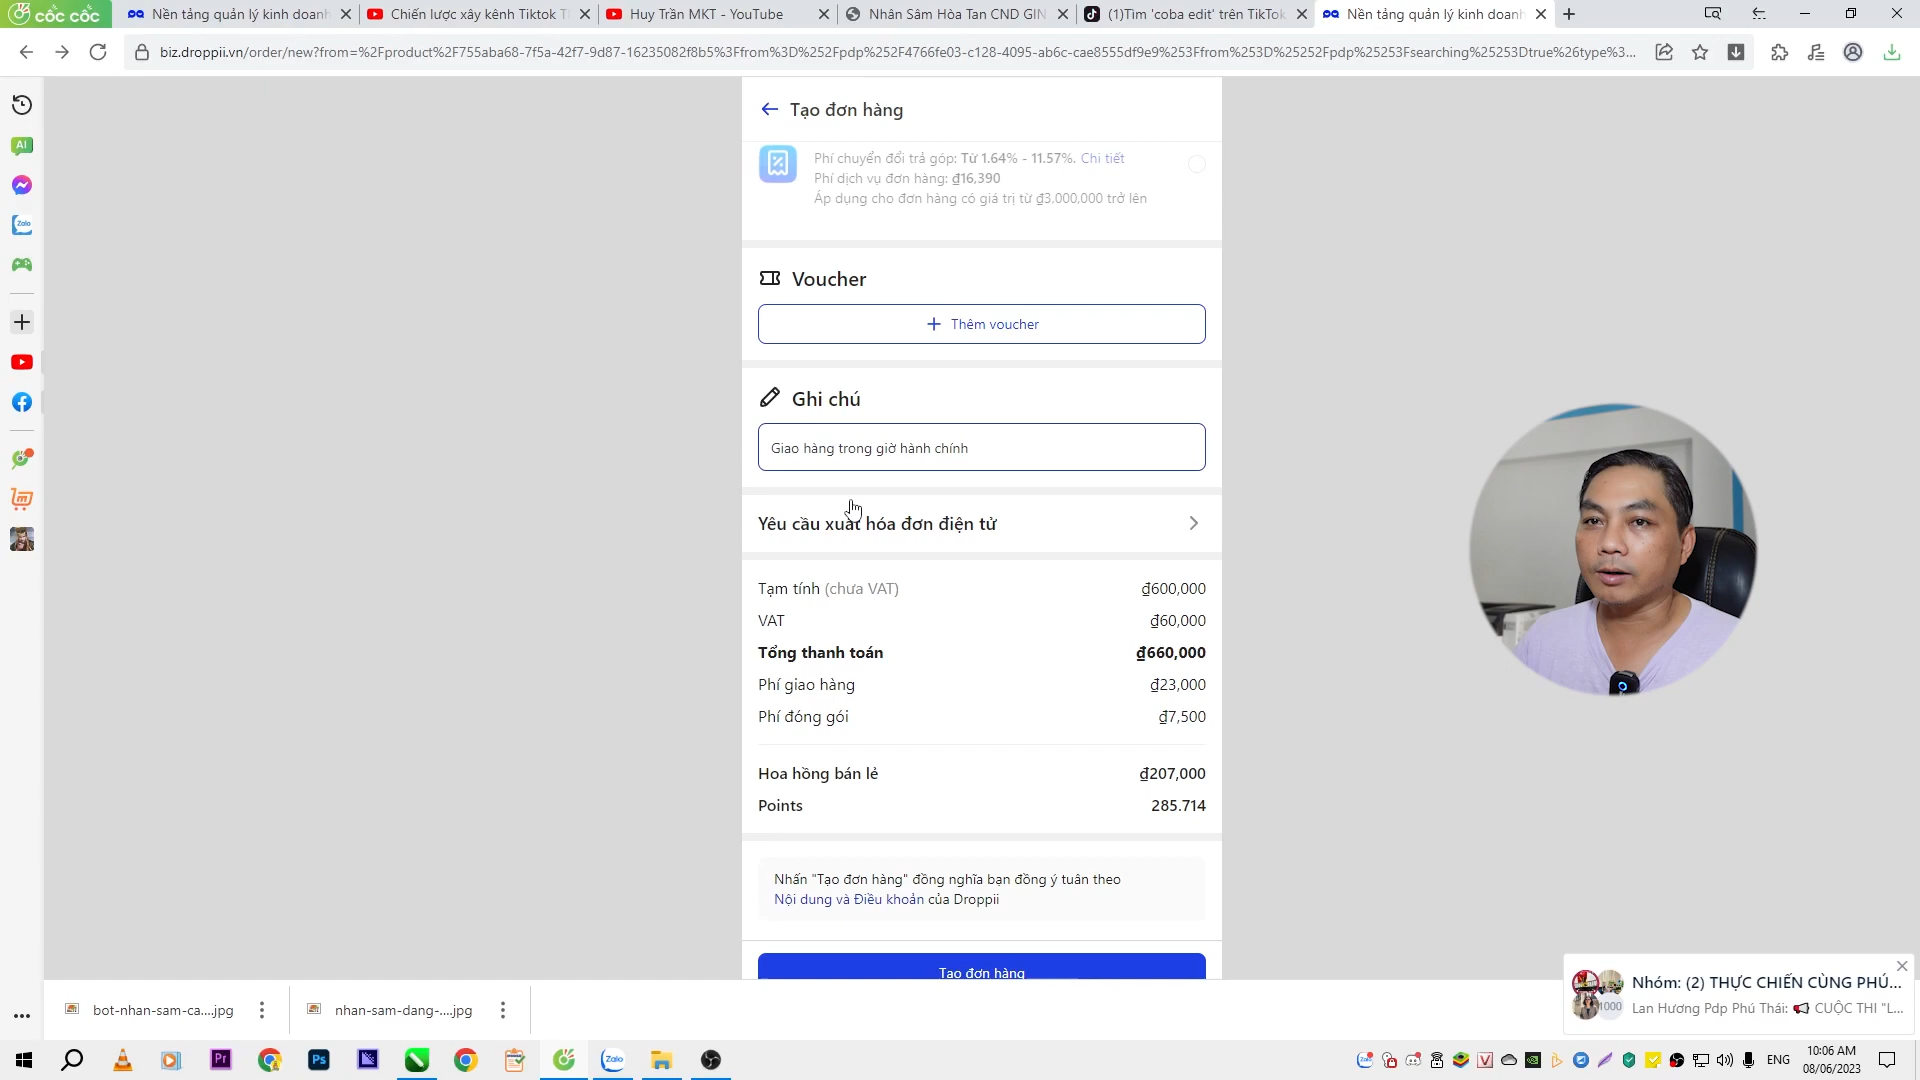 cốc cốc
Nền tảng quản lý kinh doanh
Chiến lược xây kênh Tiktok T
Huy Trần MKT - YouTube
Nhân Sâm Hòa Tan CND GIN
(1)Tìm 'coba edit' trên TikTok
Nền tảng quản lý kinh doanh
biz.droppii.vn/order/new?from=%2Fproduct%2F755aba68-7f5a-42f7-9d87-16235082f8b5%3Ffrom%3D%252Fpdp%252F4766fe03-c128-4095-ab6c-cae8555df9e9%253Ffrom%253D%25252Fpdp%25253Fsearching%25253Dtrue%26type%3...
Tạo đơn hàng
Phí chuyển đổi trả góp: Từ 1.64% - 11.57%. Chi tiết
Phí dịch vụ đơn hàng: ₫16,390
Áp dụng cho đơn hàng có giá trị từ ₫3,000,000 trở lên
Voucher
+ Thêm voucher
Ghi chú
Giao hàng trong giờ hành chính
Yêu cầu xuất hóa đơn điện tử
Tạm tính (chưa VAT) ₫600,000
VAT ₫60,000
Tổng thanh toán ₫660,000
Phí giao hàng ₫23,000
Phí đóng gói ₫7,500
Hoa hồng bán lẻ ₫207,000
Points 285.714
Nhấn "Tạo đơn hàng" đồng nghĩa bạn đồng ý tuân theo
Nội dung và Điều khoản của Droppii
Tạo đơn hàng
Nhóm: (2) THỰC CHIẾN CÙNG PHÚ...
Lan Hương Pdp Phú Thái: 📢 CUỘC THI "L...
bot-nhan-sam-ca....jpg
nhan-sam-dang-....jpg
AI
Zalo
Pr
Ps
Zalo
ENG
10:06 AM
08/06/2023